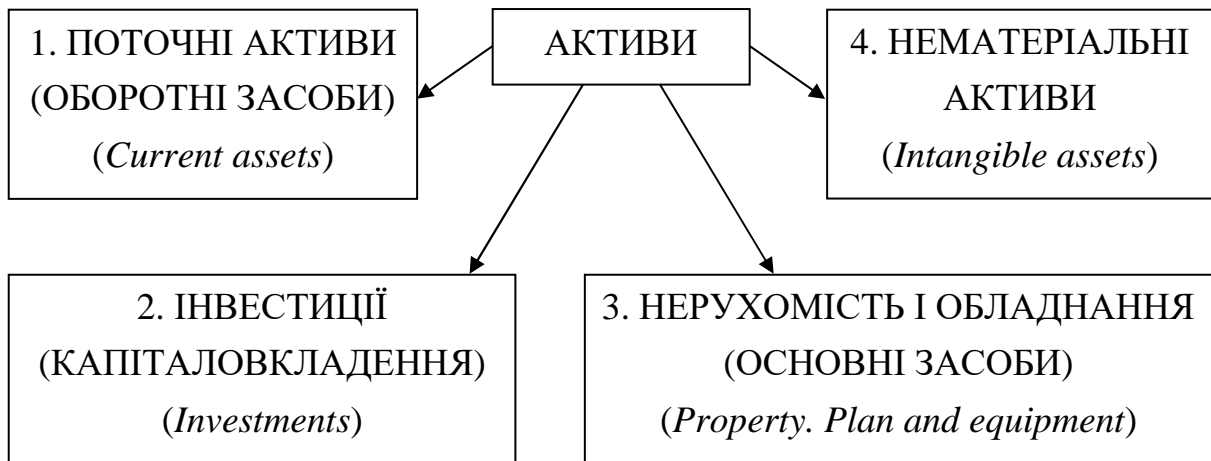 АКТИВИ
1. ПОТОЧНІ АКТИВИ
(ОБОРОТНІ ЗАСОБИ)
(Current assets)
4. НЕМАТЕРІАЛЬНІ
АКТИВИ
(Intangible assets)
2. ІНВЕСТИЦІЇ
(КАПІТАЛОВКЛАДЕННЯ)
(Investments)
3. НЕРУХОМІСТЬ І ОБЛАДНАННЯ
(ОСНОВНІ ЗАСОБИ)
(Property. Plan and equipment)